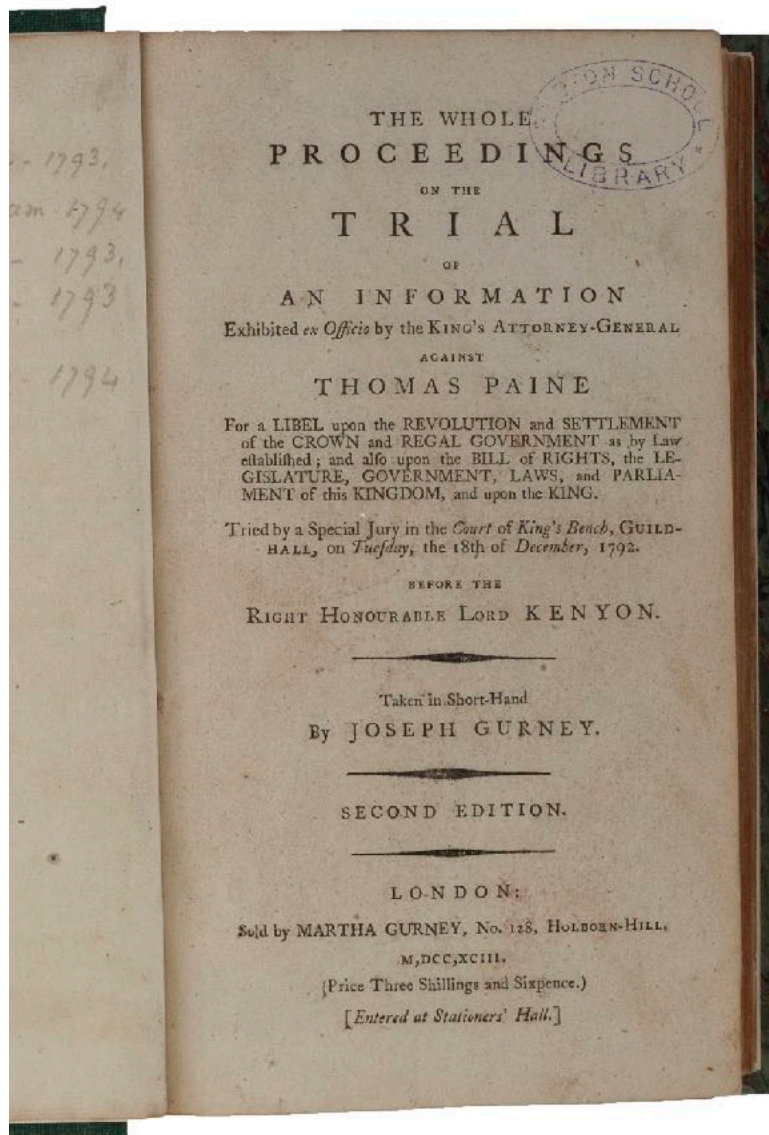 - 1793.
1794
- 1793.
- 1793
- 1794
TION SCHOOL
LIBRARY
THE WHOLE
PROCEEDINGS
ON THE
TRIAL
OF
AN INFORMATION
Exhibited ex Officio by the KING'S ATTORNEY-GENERAL
AGAINST
THOMAS PAINE
For a LIBEL upon the REVOLUTION and SETTLEMENT
of the CROWN and REGAL GOVERNMENT as by Law
eſtabliſhed; and alſo upon the BILL of RIGHTS, the LE-
GISLATURE, GOVERNMENT, LAWS, and PARLIA-
MENT of this KINGDOM, and upon the KING.
Tried by a Special Jury in the Court of King's Bench, GUILD-
HALL, on Tueſday, the 18th of December, 1792.
BEFORE THE
RIGHT HONOURABLE LORD KENYON.
Taken in Short-Hand
By JOSEPH GURNEY.
SECOND EDITION.
LONDON:
Sold by MARTHA GURNEY, No. 128, HOLBORN-HILL.
M,DCC,XCIII.
(Price Three Shillings and Sixpence.)
[Entered at Stationers' Hall.]